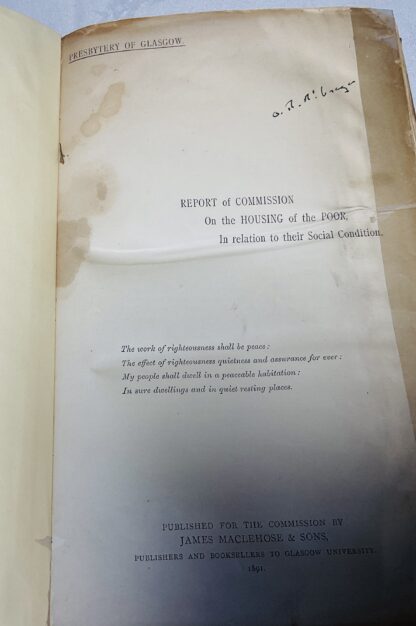 PRESBYTERY OF GLASGOW.
REPORT of COMMISSION
On the HOUSING of the POOR,
In relation to their Social Condition.
The work of righteousness shall be peace:
The effect of righteousness quietness and assurance for ever:
My people shall dwell in a peaceable habitation:
In sure dwellings and in quiet resting places.
PUBLISHED FOR THE COMMISSION BY
JAMES MACLEHOSE & SONS,
PUBLISHERS AND BOOKSELLERS TO GLASGOW UNIVERSITY.
1891.